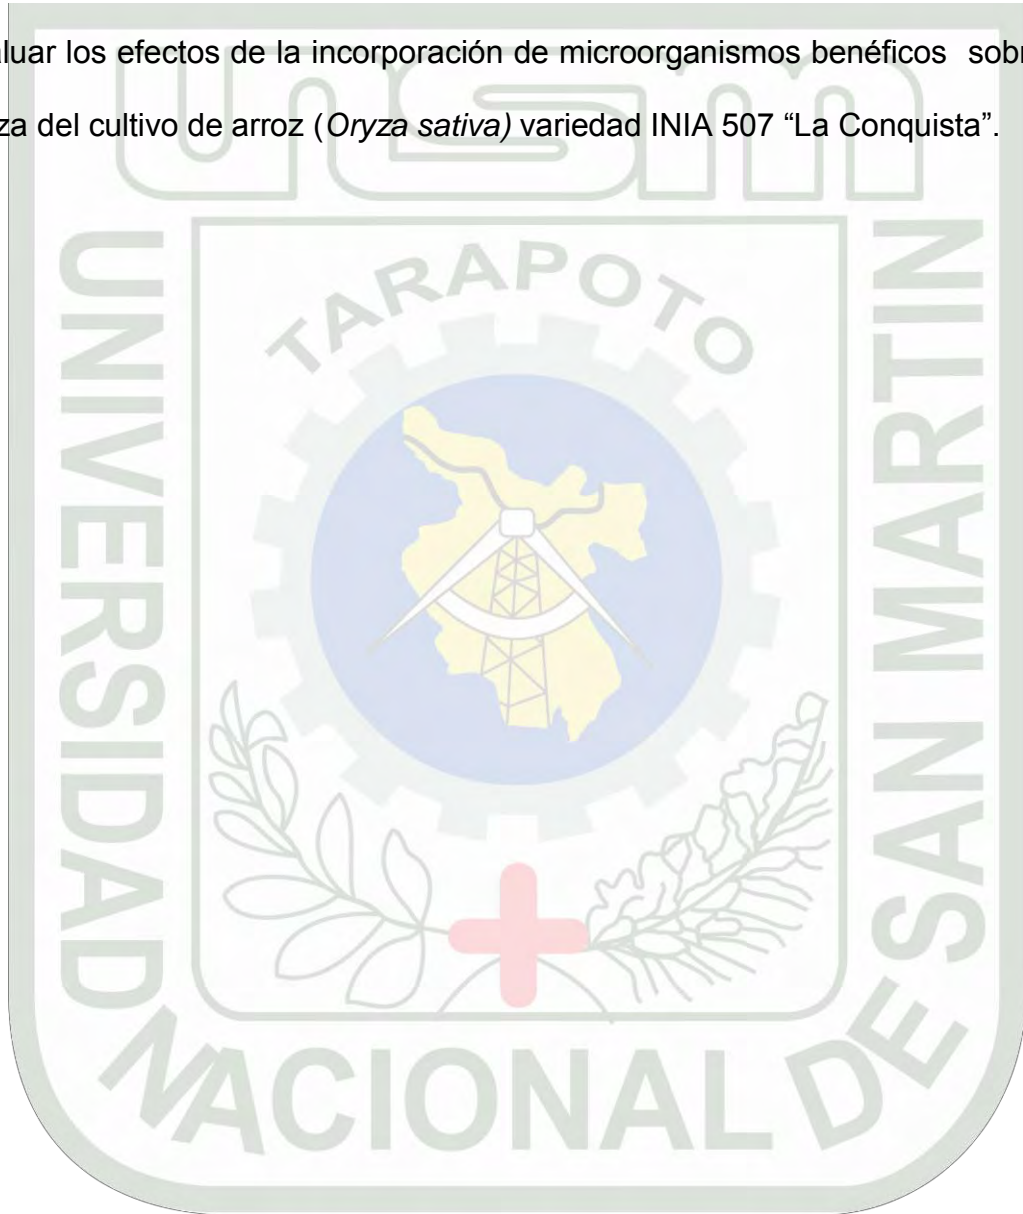 luar los efectos de la incorporación de microorganismos benéficos sobr
za del cultivo de arroz (Oryza sativa) variedad INIA 507 “La Conquista”.
unsm
TARAPOTO
UNIVERSIDAD NACIONAL DE SAN MARTIN